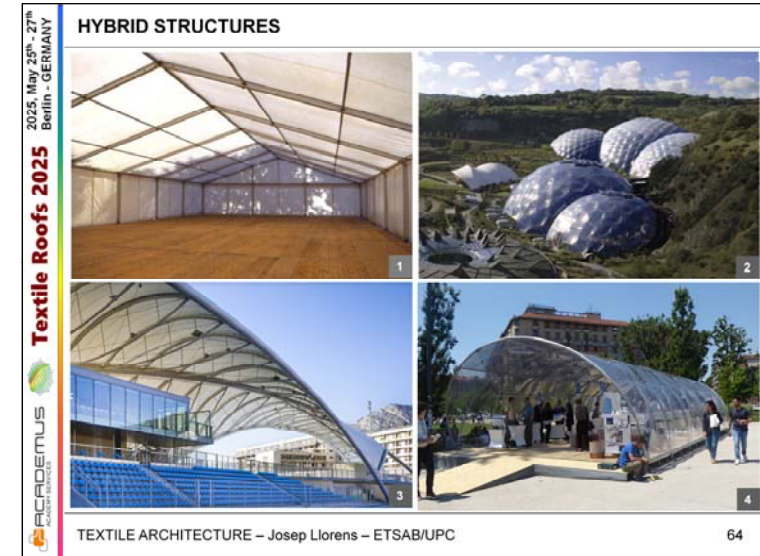 HYBRID STRUCTURES
1
2
3
4
TEXTILE ARCHITECTURE – Josep Llorens – ETSAB/UPC
64
2025, May 25th - 27th
Berlin - GERMANY
Textile Roofs 2025
ACADEMUS
ACADEMY SERVICES